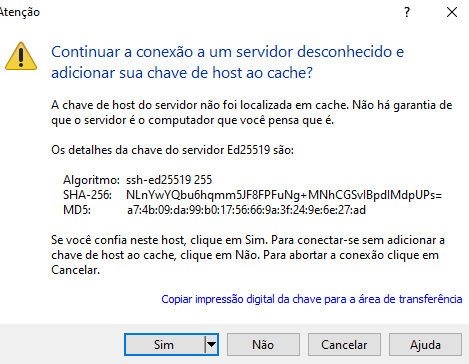 Atenção
?
Continuar a conexão a um servidor desconhecido e
adicionar sua chave de host ao cache?
A chave de host do servidor não foi localizada em cache. Não há garantia de
que o servidor é o computador que você pensa que é.
Os detalhes da chave do servidor Ed25519 são:
Algoritmo: ssh-ed25519 255
SHA-256: NLnYwYQbu6hqmm5JF8FPFuNg+MNhCGSvIBpdIMdpUPs=
MD5: a7:4b:09:da:99:b0:17:56:66:9a:3f:24:9e:6e:27:ad
Se você confia neste host, clique em Sim. Para conectar-se sem adicionar a
chave de host ao cache, clique em Não. Para abortar a conexão clique em
Cancelar.
Copiar impressão digital da chave para a área de transferência
Sim Não Cancelar Ajuda